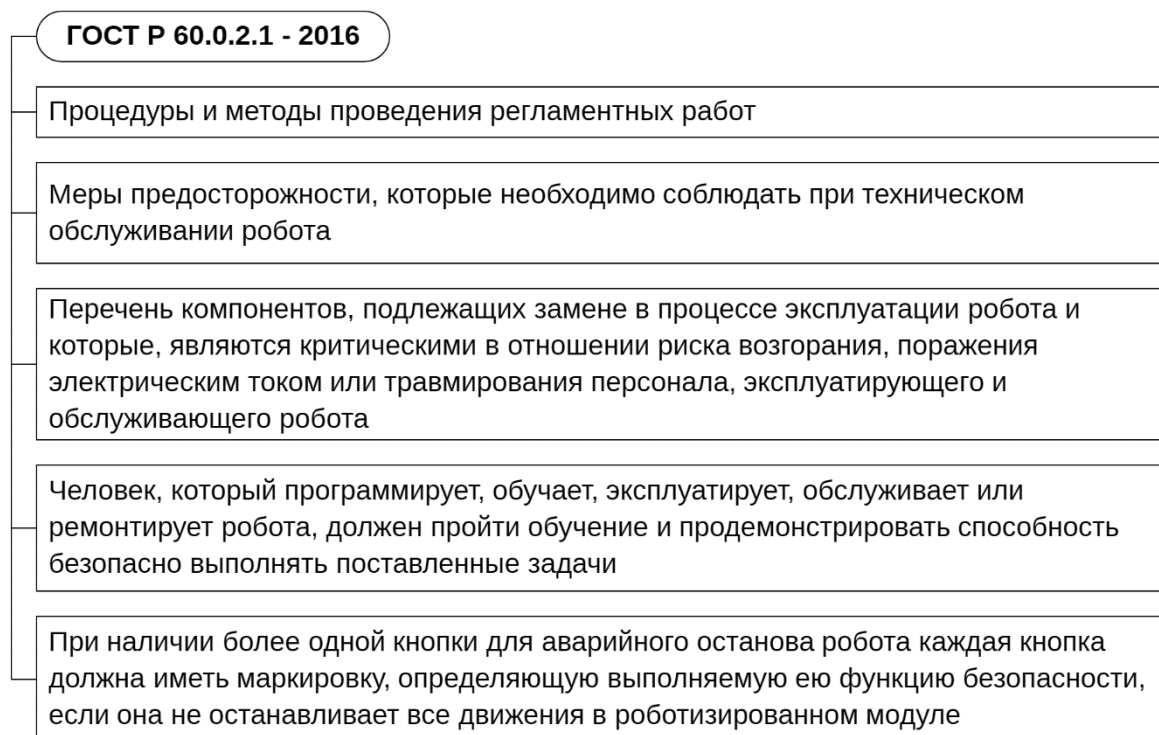 ГОСТ Р 60.0.2.1 - 2016
Процедуры и методы проведения регламентных работ
Меры предосторожности, которые необходимо соблюдать при техническом
обслуживании робота
Перечень компонентов, подлежащих замене в процессе эксплуатации робота и
которые, являются критическими в отношении риска возгорания, поражения
электрическим током или травмирования персонала, эксплуатирующего и
обслуживающего робота
Человек, который программирует, обучает, эксплуатирует, обслуживает или
ремонтирует робота, должен пройти обучение и продемонстрировать способность
безопасно выполнять поставленные задачи
При наличии более одной кнопки для аварийного останова робота каждая кнопка
должна иметь маркировку, определяющую выполняемую ею функцию безопасности,
если она не останавливает все движения в роботизированном модуле